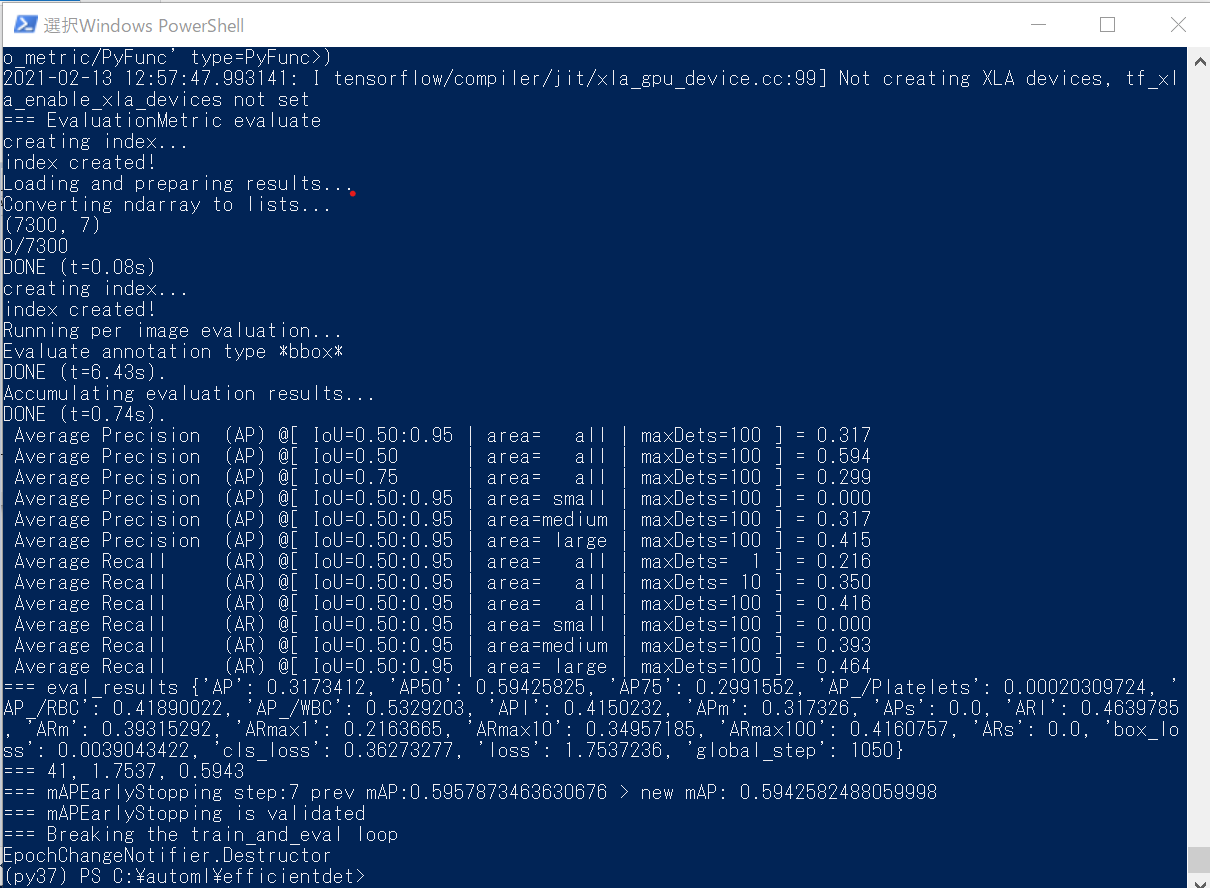 選択Windows PowerShell
o_metric/PyFunc' type=PyFunc>)
2021-02-13 12:57:47.993141: I tensorflow/compiler/jit/xla_gpu_device.cc:99] Not creating XLA devices, tf_xl
a_enable_xla_devices not set
=== EvaluationMetric evaluate
creating index...
index created!
Loading and preparing results...
Converting ndarray to lists...
(7300, 7)
0/7300
DONE (t=0.08s)
creating index...
index created!
Running per image evaluation...
Evaluate annotation type *bbox*
DONE (t=6.43s).
Accumulating evaluation results...
DONE (t=0.74s).
 Average Precision  (AP) @[ IoU=0.50:0.95 | area=   all | maxDets=100 ] = 0.317
 Average Precision  (AP) @[ IoU=0.50      | area=   all | maxDets=100 ] = 0.594
 Average Precision  (AP) @[ IoU=0.75      | area=   all | maxDets=100 ] = 0.299
 Average Precision  (AP) @[ IoU=0.50:0.95 | area= small | maxDets=100 ] = 0.000
 Average Precision  (AP) @[ IoU=0.50:0.95 | area=medium | maxDets=100 ] = 0.317
 Average Precision  (AP) @[ IoU=0.50:0.95 | area= large | maxDets=100 ] = 0.415
 Average Recall     (AR) @[ IoU=0.50:0.95 | area=   all | maxDets=  1 ] = 0.216
 Average Recall     (AR) @[ IoU=0.50:0.95 | area=   all | maxDets= 10 ] = 0.350
 Average Recall     (AR) @[ IoU=0.50:0.95 | area=   all | maxDets=100 ] = 0.416
 Average Recall     (AR) @[ IoU=0.50:0.95 | area= small | maxDets=100 ] = 0.000
 Average Recall     (AR) @[ IoU=0.50:0.95 | area=medium | maxDets=100 ] = 0.393
 Average Recall     (AR) @[ IoU=0.50:0.95 | area= large | maxDets=100 ] = 0.464
=== eval_results {'AP': 0.3173412, 'AP50': 0.59425825, 'AP75': 0.2991552, 'AP_/Platelets': 0.00020309724, '
AP_/RBC': 0.41890022, 'AP_/WBC': 0.5329203, 'APl': 0.4150232, 'APm': 0.317326, 'APs': 0.0, 'ARl': 0.4639785
, 'ARm': 0.39315292, 'ARmax1': 0.2163665, 'ARmax10': 0.34957185, 'ARmax100': 0.4160757, 'ARs': 0.0, 'box_lo
ss': 0.0039043422, 'cls_loss': 0.36273277, 'loss': 1.7537236, 'global_step': 1050}
=== 41, 1.7537, 0.5943
=== mAPEarlyStopping step:7 prev mAP:0.5957873463630676 > new mAP: 0.5942582488059998
=== mAPEarlyStopping is validated
=== Breaking the train_and_eval loop
EpochChangeNotifier.Destructor
(py37) PS C:¥automl¥efficientdet>